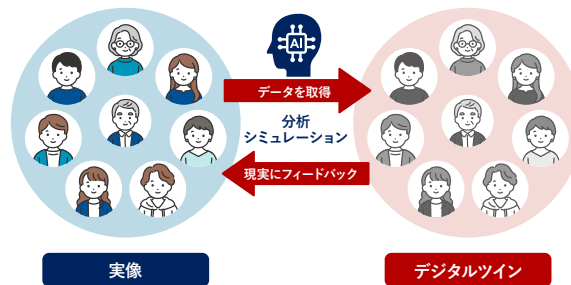 AI
データを取得
分析
シミュレーション
現実にフィードバック
実像
デジタルツイン